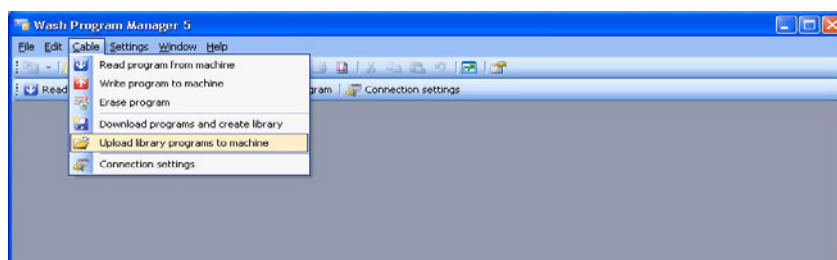 Wash Program Manager 5
File Edit Cable Settings Window Help
Read program from machine
Write program to machine
Read gram Connection settings
Erase program
Download programs and create library
Upload library programs to machine
Connection settings